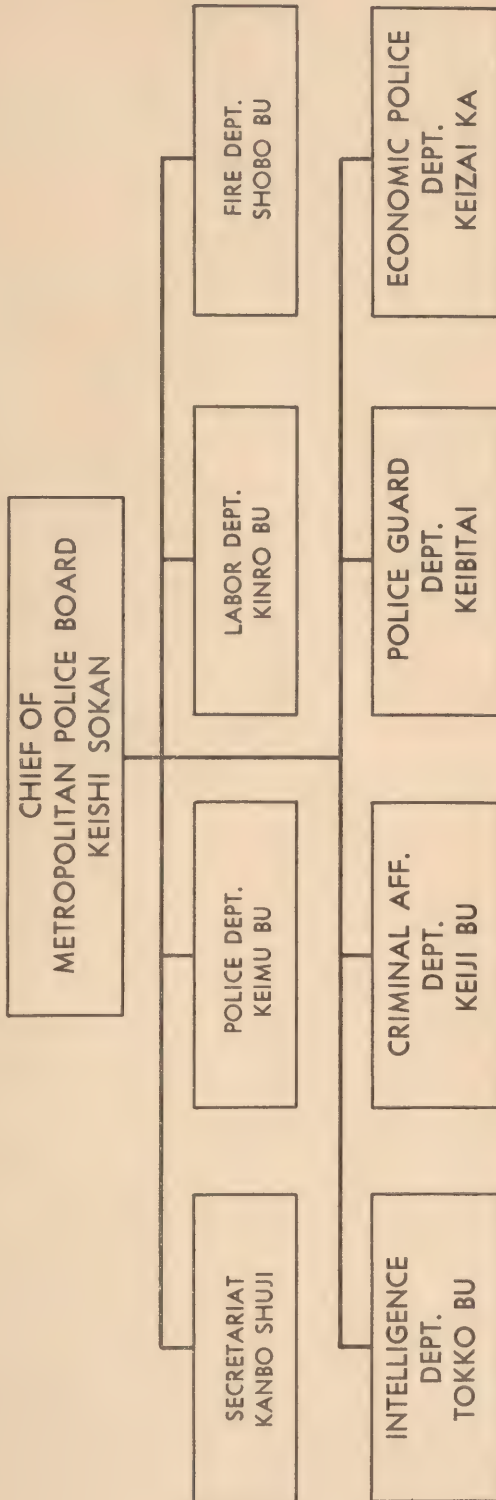 CHIEF OF
METROPOLITAN POLICE BOARD
KEISHI SOKAN
SECRETARIAT
KANBO SHUJI
POLICE DEPT.
KEIMU BU
LABOR DEPT.
KINRO BU
FIRE DEPT.
SHOBO BU
INTELLIGENCE
DEPT.
TOKKO BU
CRIMINAL AFF.
DEPT.
KEIJI BU
POLICE GUARD
DEPT.
KEIBITAI
ECONOMIC POLICE
DEPT.
KEIZAI KA